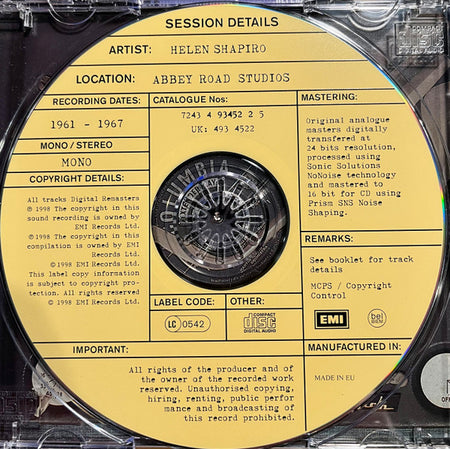 SESSION DETAILS
ARTIST: HELEN SHAPIRO
LOCATION: ABBEY ROAD STUDIOS
RECORDING DATES:
1961 - 1967
MONO / STEREO
MONO
COPYRIGHT DETAILS:
All tracks Digital Remasters
℗ 1998 The copyright in this
sound recording is owned by
EMI Records Ltd.
℗ 1998 The copyright in this
compilation is owned by EMI
Records Ltd.
© 1998 EMI Records Ltd.
This label copy information
is subject to copyright pro-
tection. All rights reserved
© 1998 EMI Records Ltd.
CATALOGUE Nos:
7243 4 93452 2 5
UK: 493 4522
COLUMBIA
MASTERING:
Original analogue
masters digitally
transfered at
24 bits resolution,
processed using
Sonic Solutions
NoNoise technology
and mastered to
16 bit for CD using
Prism SNS Noise
Shaping.
REMARKS:
See booklet for track
details
MCPS / Copyright
Control
LABEL CODE:
LC 0542
OTHER:
COMPACT
disc
DIGITAL AUDIO
EMI
bel
BIEM
IMPORTANT:
All rights of the producer and of
the owner of the recorded work
reserved. Unauthorised copying,
hiring, renting, public perfor
mance and broadcasting of
this record prohibited.
MANUFACTURED IN:
MADE IN EU